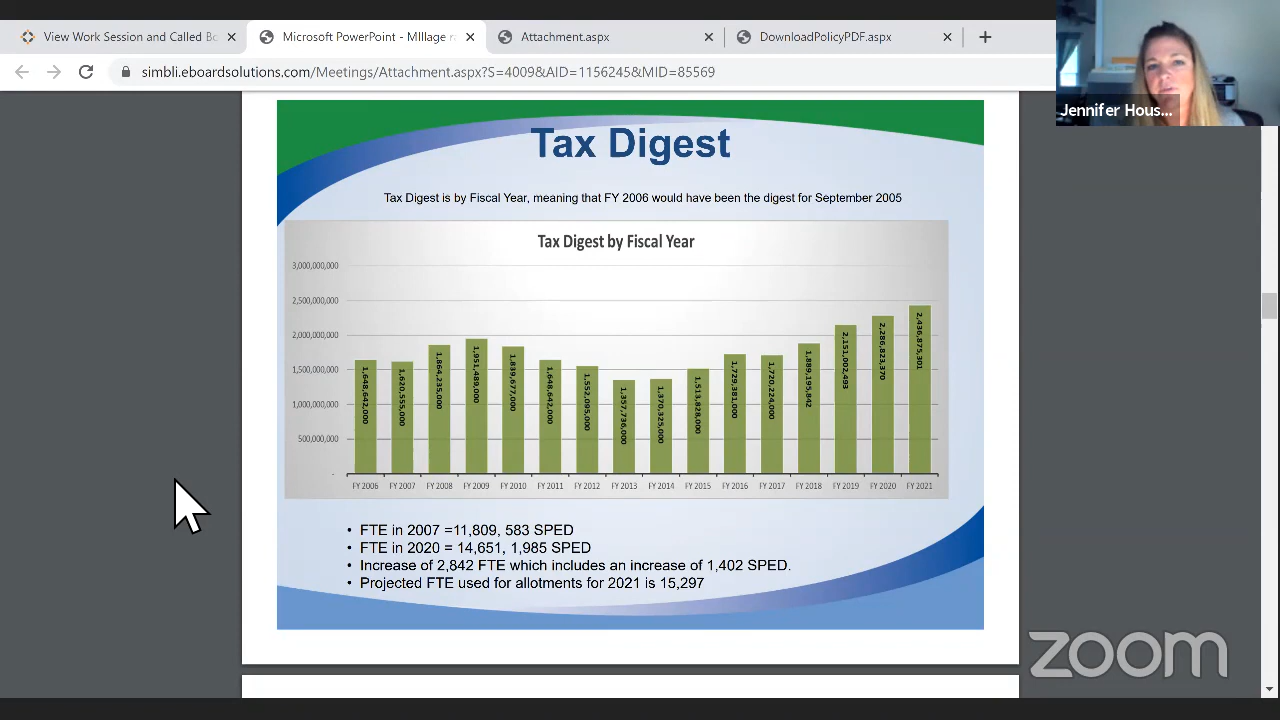 View Work Session and Called Bo
Microsoft PowerPoint - MIllage ra
Attachment.aspx
DownloadPolicyPDF.aspx
simbli.eboardsolutions.com/Meetings/Attachment.aspx?S=4009&AID=1156245&MID=85569
Jennifer Hous...
Tax Digest
Tax Digest is by Fiscal Year, meaning that FY 2006 would have been the digest for September 2005
Tax Digest by Fiscal Year
3,000,000,000
2,500,000,000
2,000,000,000
1,500,000,000
1,000,000,000
500,000,000
-
1,648,642,000
1,620,555,000
1,864,235,000
1,951,489,000
1,839,677,000
1,648,642,000
1,552,095,000
1,357,736,000
1,370,325,000
1,513,828,000
1,729,381,000
1,720,224,000
1,889,195,842
2,151,002,493
2,286,823,370
2,436,875,301
FY 2006 FY 2007 FY 2008 FY 2009 FY 2010 FY 2011 FY 2012 FY 2013 FY 2014 FY 2015 FY 2016 FY 2017 FY 2018 FY 2019 FY 2020 FY 2021
• FTE in 2007 =11,809, 583 SPED
• FTE in 2020 = 14,651, 1,985 SPED
• Increase of 2,842 FTE which includes an increase of 1,402 SPED.
• Projected FTE used for allotments for 2021 is 15,297
zoom